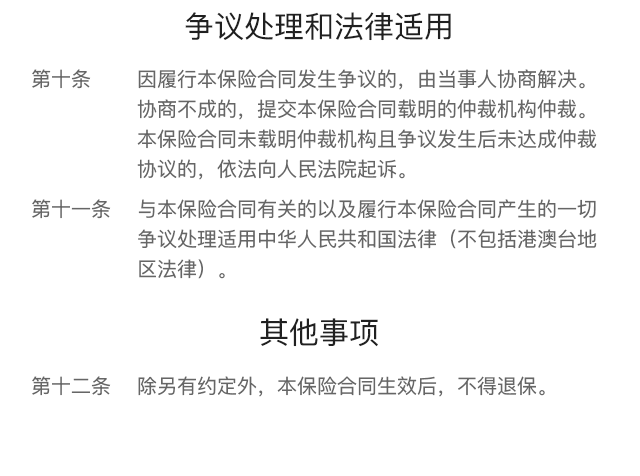 争议处理和法律适用
第十条 因履行本保险合同发生争议的，由当事人协商解决。
协商不成的，提交本保险合同载明的仲裁机构仲裁。
本保险合同未载明仲裁机构且争议发生后未达成仲裁
协议的，依法向人民法院起诉。
第十一条 与本保险合同有关的以及履行本保险合同产生的一切
争议处理适用中华人民共和国法律（不包括港澳台地
区法律）。
其他事项
第十二条 除另有约定外，本保险合同生效后，不得退保。